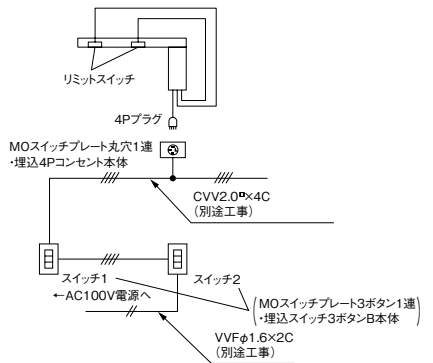 リミットスイッチ
4Pプラグ
MOスイッチプレート丸穴1連
・埋込4Pコンセント本体
CVV2.0□×4C
（別途工事）
スイッチ1
スイッチ2
←AC100V電源へ
（MOスイッチプレート3ボタン1連
・埋込スイッチ3ボタンB本体）
VVFφ1.6×2C
（別途工事）